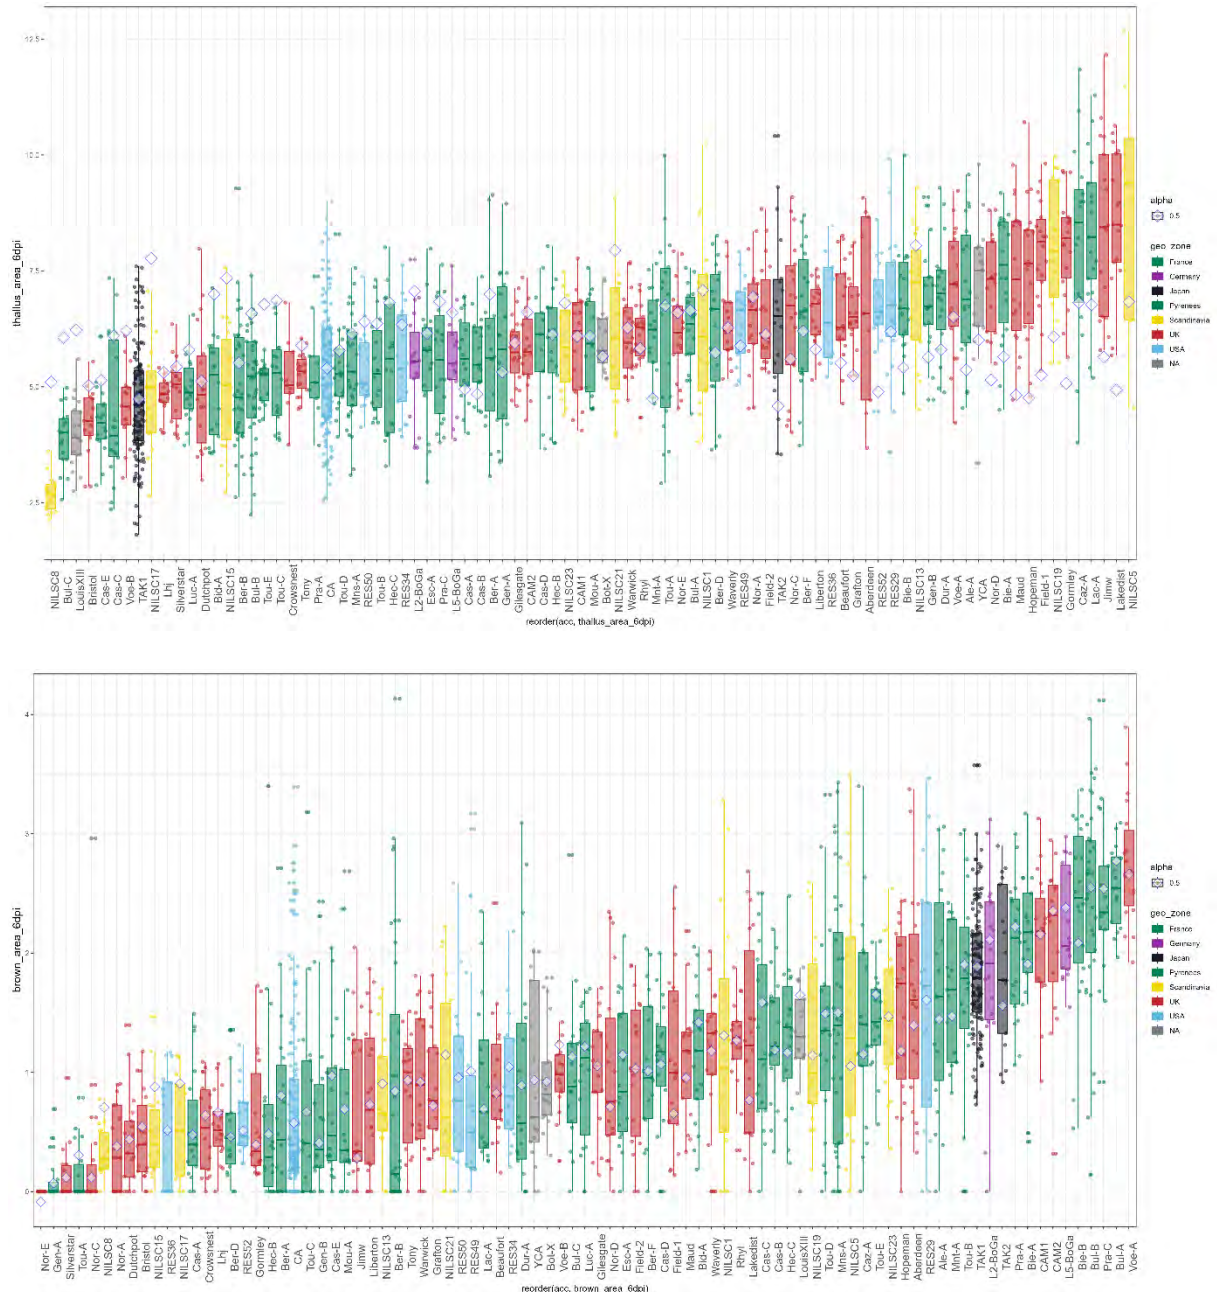 12.5
10.0
7.5
5.0
2.5
thallus_area_6dpi
NILSC8
Bul-C
LouisXIII
Bristol
Cas-E
Cas-C
Voe-B
TAK1
NILSC17
Lhj
Silverstar
Luc-A
Dutchpot
Bid-A
NILSC15
Ber-B
Bul-B
Tou-E
Tou-C
Crowsnest
Tony
Pra-A
CA
Tou-D
Mns-A
RES50
Tou-B
Hec-C
RES34
L2-BoGa
Esc-A
Pra-C
L5-BoGa
Cas-A
Cas-B
Ber-A
Gen-A
Gilesgate
CAM2
Cas-D
Hec-B
NILSC23
CAM1
Mou-A
Bot-X
NILSC21
Warwick
Rhyl
Mnt-A
Tou-A
Nor-E
Bul-A
NILSC1
Ber-D
Waverly
RES49
Nor-A
Field-2
TAK2
Nor-C
Ber-F
Liberton
RES36
Beaufort
Grafton
Aberdeen
RES52
RES29
Bie-B
NILSC13
Gen-B
Dur-A
Voe-A
Ale-A
YCA
Nor-D
Bie-A
Maud
Hopeman
Field-1
NILSC19
Gormley
Caz-A
Lac-A
Jimw
Lakedist
NILSC5
reorder(acc, thallus_area_6dpi)
alpha
0.5
geo_zone
France
Germany
Japan
Pyrenees
Scandinavia
UK
USA
NA
4
3
2
1
0
brown_area_6dpi
Nor-E
Gen-A
Silverstar
Tou-A
Nor-C
NILSC8
Nor-A
Dutchpot
Bristol
NILSC15
RES36
NILSC17
Cas-A
Crowsnest
Lhj
Ber-D
RES52
Gormley
Hec-B
Ber-A
CA
Tou-C
Gen-B
Cas-E
Mou-A
Jimw
Liberton
NILSC13
Ber-B
Tony
Warwick
Grafton
NILSC21
RES50
RES49
Lac-A
Beaufort
RES34
Dur-A
YCA
Bot-X
Voe-B
Bul-C
Luc-A
Gilesgate
Nor-D
Esc-A
Field-2
Ber-F
Cas-D
Field-1
Maud
Bid-A
Waverly
NILSC1
Rhyl
Lakedist
Cas-C
Cas-B
Hec-C
LouisXIII
NILSC19
Tou-D
Mns-A
NILSC5
Caz-A
Tou-E
NILSC23
Hopeman
Aberdeen
RES29
Ale-A
Mnt-A
Tou-B
TAK1
L2-BoGa
TAK2
Pra-A
Bie-A
CAM1
CAM2
L5-BoGa
Bie-B
Bul-B
Pra-C
Bul-A
Voe-A
reorder(acc, brown_area_6dpi)
alpha
0.5
geo_zone
France
Germany
Japan
Pyrenees
Scandinavia
UK
USA
NA